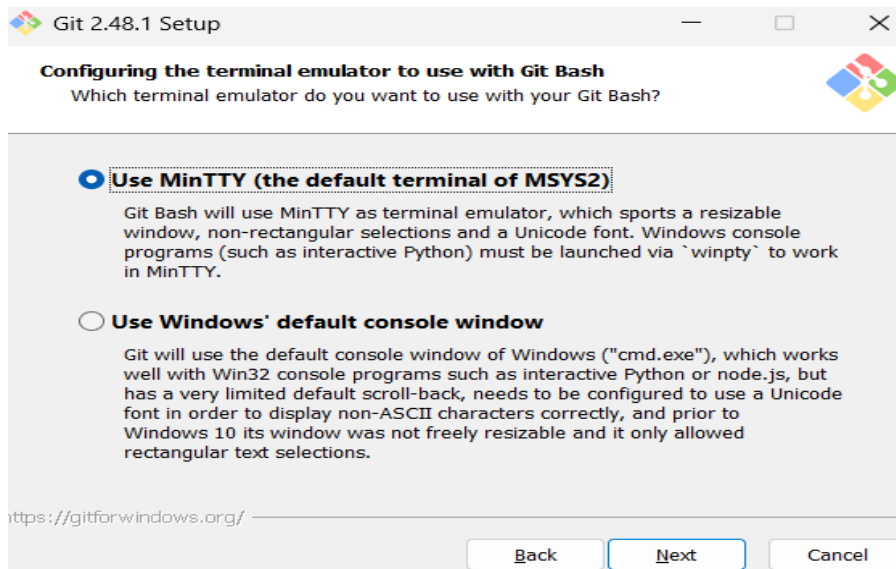 Git 2.48.1 Setup
Configuring the terminal emulator to use with Git Bash
Which terminal emulator do you want to use with your Git Bash?
Use MinTTY (the default terminal of MSYS2)
Git Bash will use MinTTY as terminal emulator, which sports a resizable
window, non-rectangular selections and a Unicode font. Windows console
programs (such as interactive Python) must be launched via `winpty` to work
in MinTTY.
Use Windows' default console window
Git will use the default console window of Windows ("cmd.exe"), which works
well with Win32 console programs such as interactive Python or node.js, but
has a very limited default scroll-back, needs to be configured to use a Unicode
font in order to display non-ASCII characters correctly, and prior to
Windows 10 its window was not freely resizable and it only allowed
rectangular text selections.
https://gitforwindows.org/
Back Next Cancel